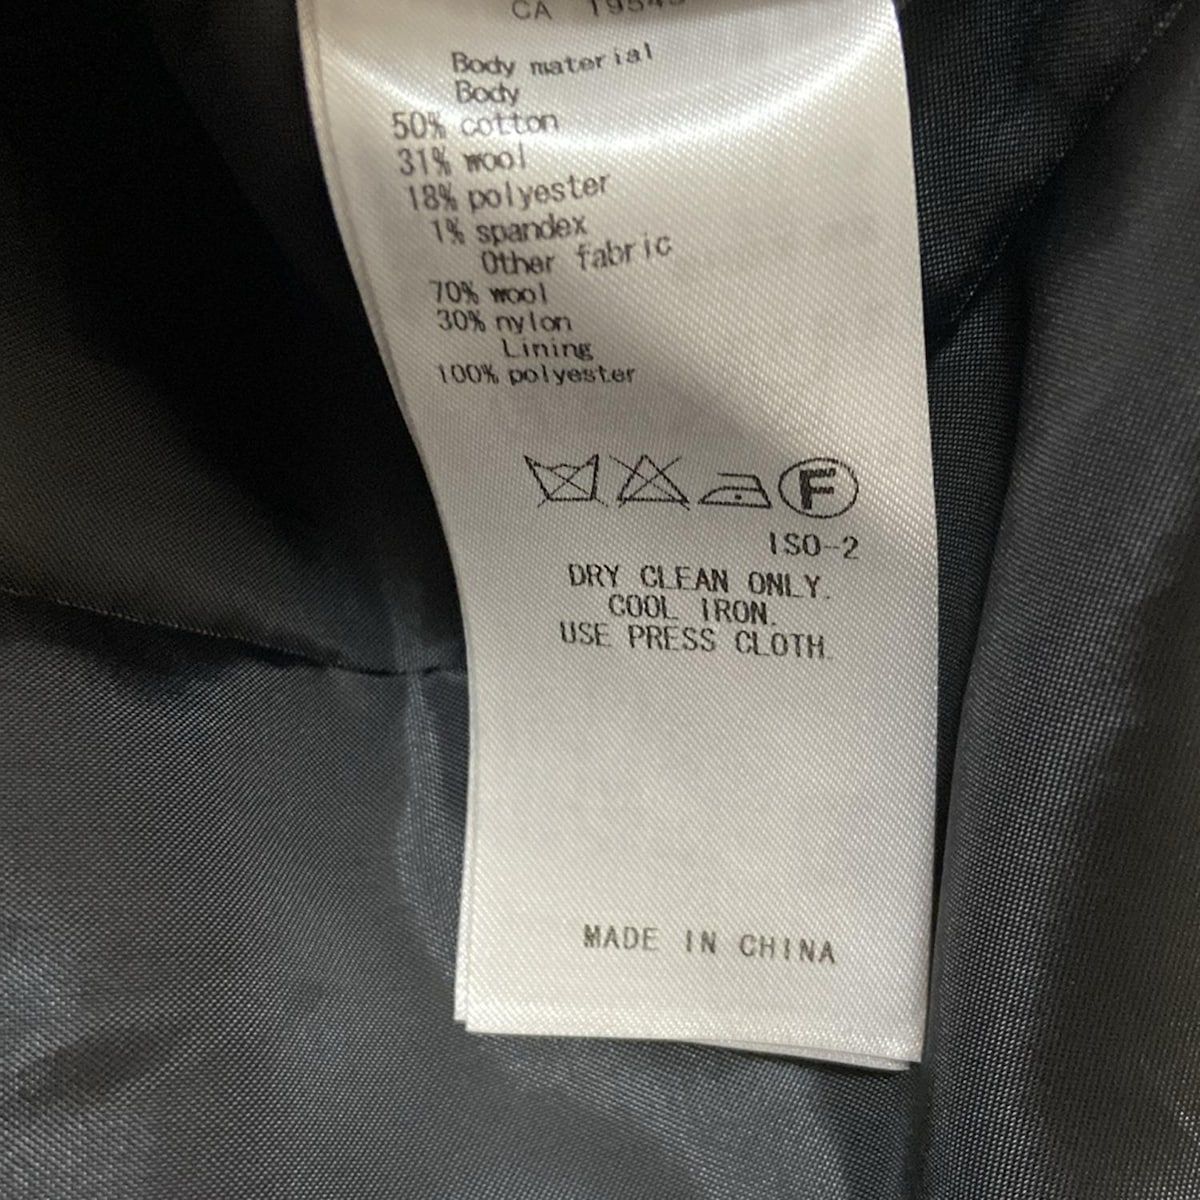 CA
Body material
Body
50% cotton
31% wool
18% polyester
1% spandex
Other fabric
70% wool
30% nylon
Lining
100% polyester
F
ISO-2
DRY CLEAN ONLY.
COOL IRON.
USE PRESS CLOTH.
MADE IN CHINA